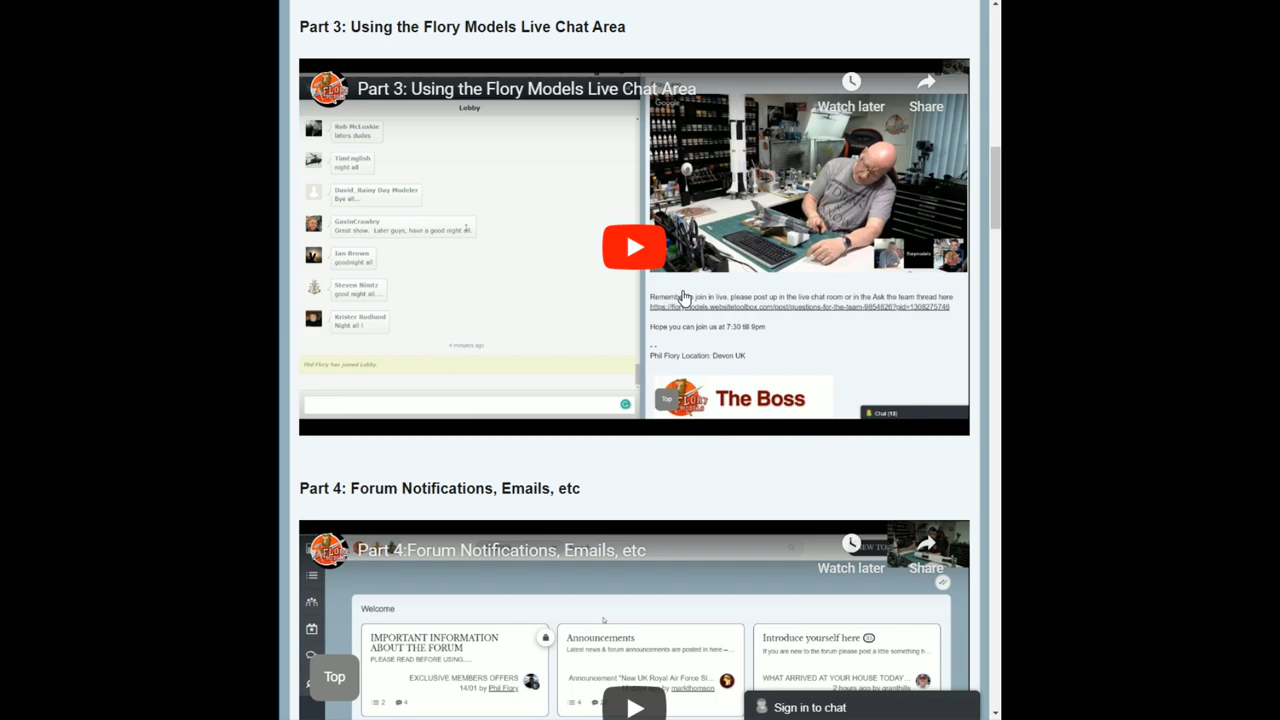 Part 3: Using the Flory Models Live Chat Area
Part 3: Using the Flory Models Live Chat Area
Watch later
Share
Google
Lobby
Rob McLuskie
laters dudes
TimEnglish
night all
David_Rainy Day Modeler
Bye all...
GavinCrawley
Great show. Later guys, have a good night all.
Ian Brown
goodnight all
Steven Nimtz
good night all....
Krister Rodlund
Night all !
4 minutes ago
Phil Flory has joined Lobby.
join in live. please post up in the live chat room or in the Ask the team thread here
https://florymodels.websitetoolbox.com/post/questions-for-the-team-9854826?pid=1308275746
Hope you can join us at 7:30 till 9pm
--
Phil Flory Location: Devon UK
Top
The Boss
Chat (13)
Part 4: Forum Notifications, Emails, etc
Part 4:Forum Notifications, Emails, etc
Watch later
Share
Welcome
IMPORTANT INFORMATION
ABOUT THE FORUM
PLEASE READ BEFORE USING.....
EXCLUSIVE MEMBERS OFFERS
14/01 by Phil Flory
2
4
Announcements
Latest news & forum announcements are posted in here --...
Announcement "New UK Royal Air Force Si...
days ago by markthomson
4
Introduce yourself here
If you are new to the forum please post a little something h...
WHAT ARRIVED AT YOUR HOUSE TODAY...
2 hours ago by granthills
Top
Sign in to chat